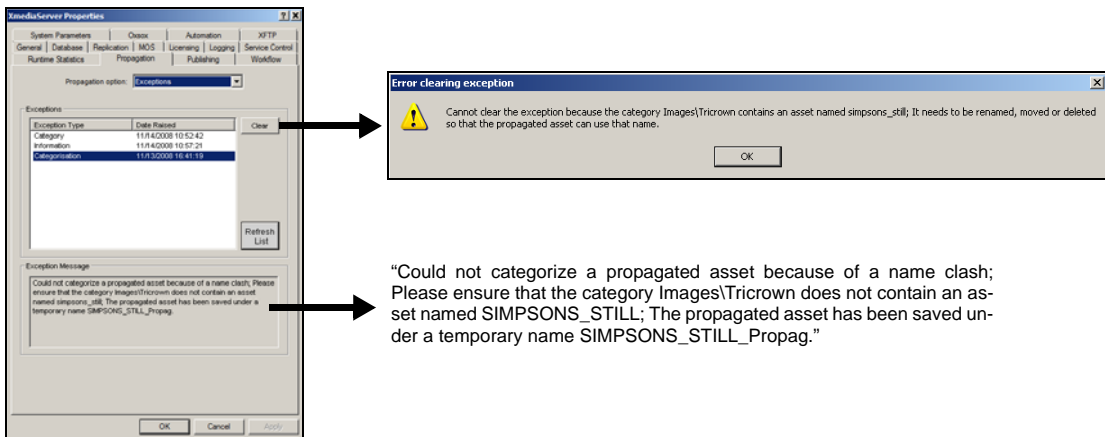 XmediaServer Properties
System Parameters Oxsox Automation XFTP
General Database Replication MOS Licensing Logging Service Control
Runtime Statistics Propagation Publishing Workflow
Propagation option: Exceptions
Exceptions
Exception Type Date Raised
Category 11/14/2008 10:52:42
Information 11/14/2008 10:57:21
Categorisation 11/13/2008 16:41:19
Clear
Refresh
List
Exception Message
Could not categorize a propagated asset because of a name clash; Please
ensure that the category Images\Tricrown does not contain an asset
named simpsons_still; The propagated asset has been saved under a
temporary name SIMPSONS_STILL_Propag.
OK Cancel Apply
Error clearing exception
Cannot clear the exception because the category Images\Tricrown contains an asset named simpsons_still; It needs to be renamed, moved or deleted
so that the propagated asset can use that name.
OK
“Could not categorize a propagated asset because of a name clash;
Please ensure that the category Images\Tricrown does not contain an as-
set named SIMPSONS_STILL; The propagated asset has been saved un-
der a temporary name SIMPSONS_STILL_Propag.”